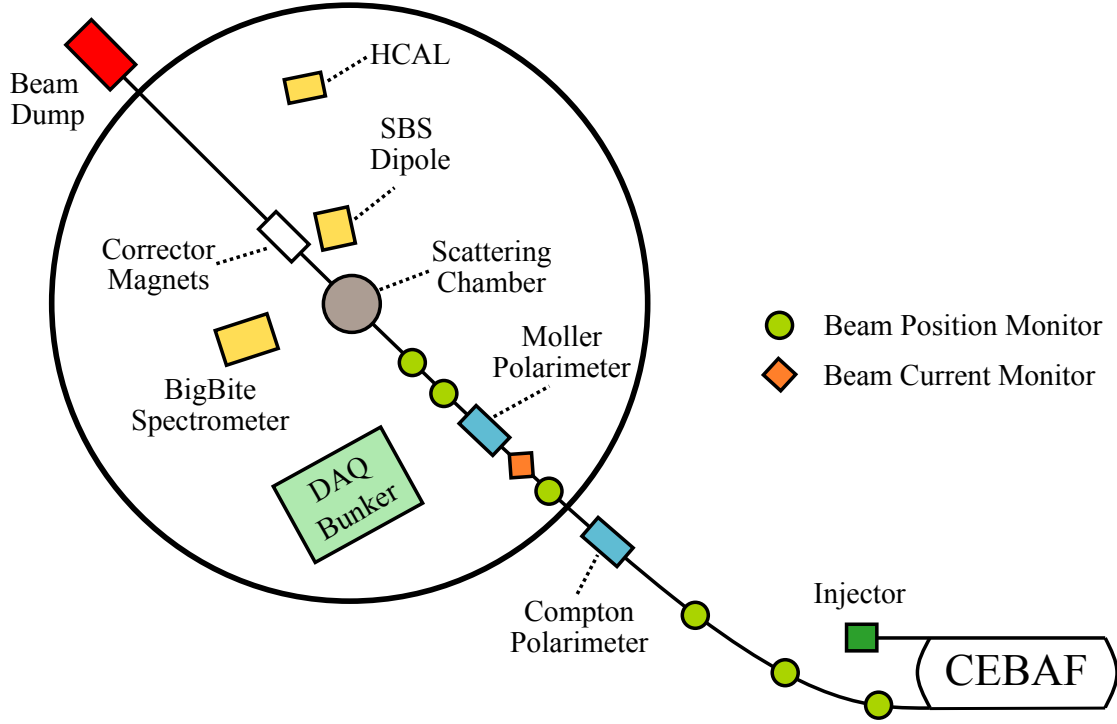 HCAL
Beam
Dump
SBS
Dipole
Corrector
Magnets
Scattering
Chamber
Moller
Polarimeter
Beam Position Monitor
Beam Current Monitor
BigBite
Spectrometer
DAQ
Bunker
Compton
Polarimeter
Injector
CEBAF